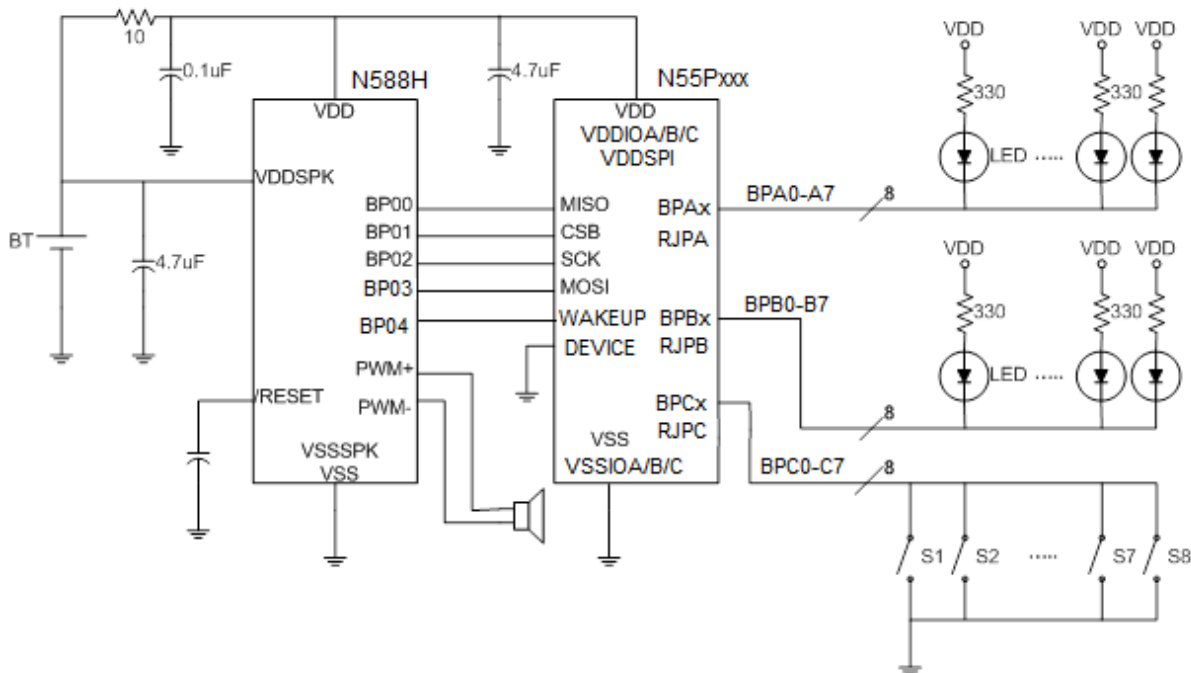 10
0.1uF
4.7uF
N588H
N55Pxxx
VDD
VDD
VDDIOA/B/C
VDDSPI
VDDSPK
BP00
BP01
BP02
BP03
BP04
MISO
CSB
SCK
MOSI
WAKEUP
DEVICE
BPAx
RJPA
BPBx
RJPB
BPCx
RJPC
BT
4.7uF
PWM+
PWM-
/RESET
VSSSPK
VSS
VSS
VSSIOA/B/C
BPA0-A7
8
BPB0-B7
8
BPC0-C7
8
VDD VDD VDD
330 330
LED .....
VDD VDD VDD
330 330
LED .....
S1 S2 ..... S7 S8